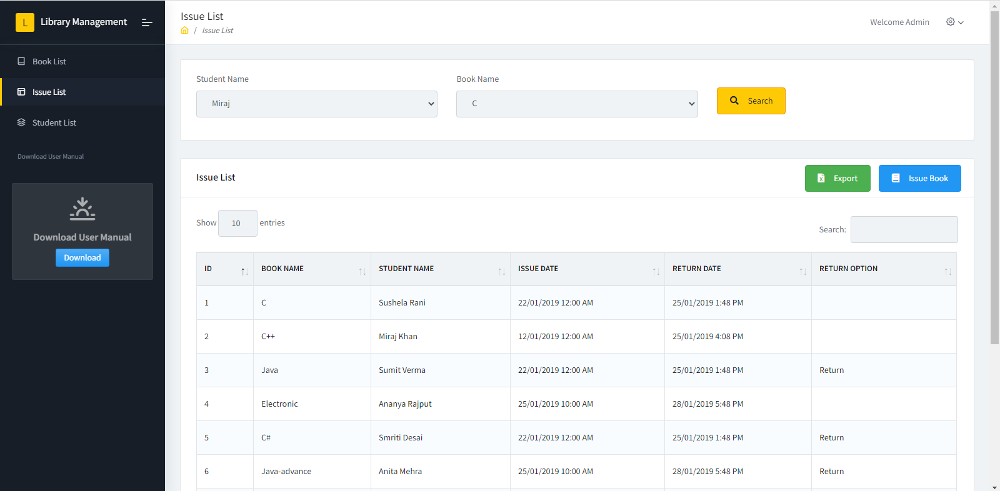 L Library Management
Book List
Issue List
Student List
Download User Manual
Download User Manual
Download
Issue List
/ Issue List
Welcome Admin
Student Name Book Name
Miraj C Search
Issue List Export Issue Book
Show 10 entries Search:
ID BOOK NAME STUDENT NAME ISSUE DATE RETURN DATE RETURN OPTION
1 C Sushela Rani 22/01/2019 12:00 AM 25/01/2019 1:48 PM
2 C++ Miraj Khan 12/01/2019 12:00 AM 25/01/2019 4:08 PM
3 Java Sumit Verma 22/01/2019 12:00 AM 25/01/2019 1:48 PM Return
4 Electronic Ananya Rajput 25/01/2019 10:00 AM 28/01/2019 5:48 PM
5 C# Smriti Desai 22/01/2019 12:00 AM 25/01/2019 1:48 PM Return
6 Java-advance Anita Mehra 25/01/2019 10:00 AM 28/01/2019 5:48 PM Return